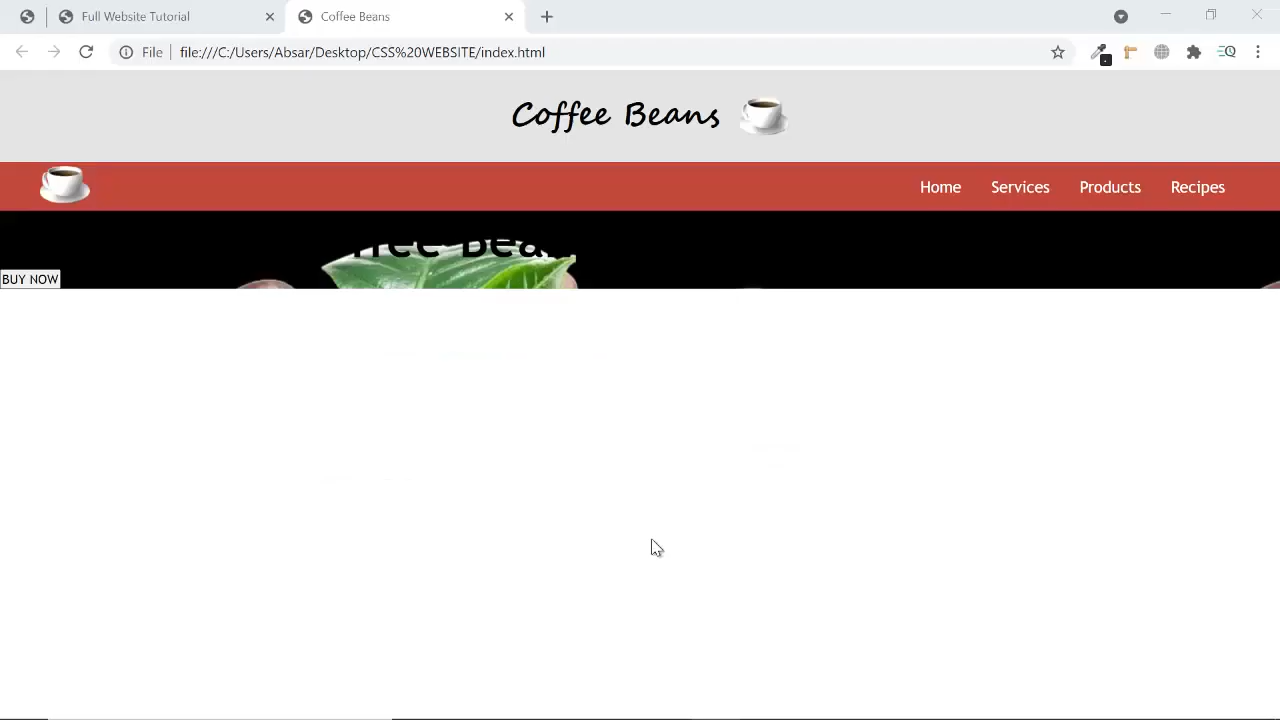 Full Website Tutorial
Coffee Beans
File
file:///C:/Users/Absar/Desktop/CSS%20WEBSITE/index.html
Coffee Beans
Home Services Products Recipes
BUY NOW